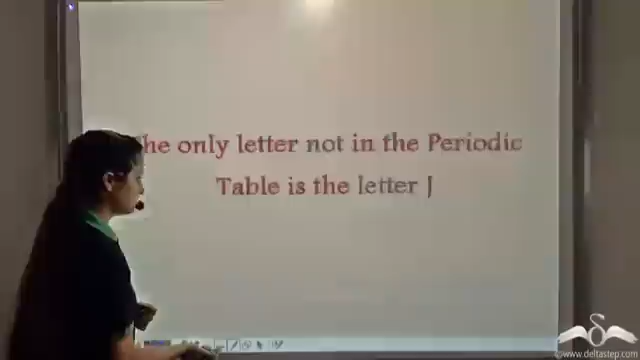 he only letter not in the Periodic
Table is the letter J
©www.deltastep.com